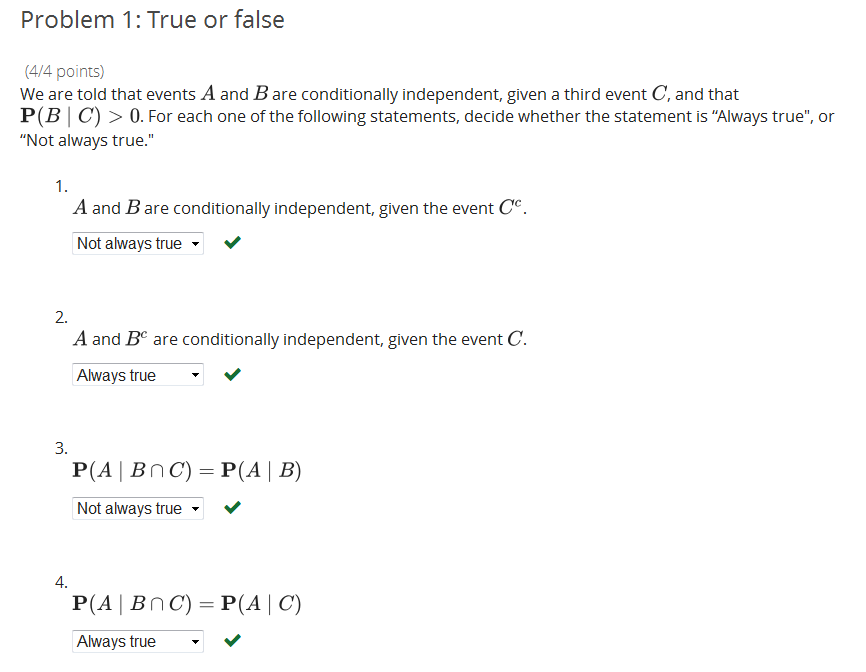 Problem 1: True or false
(4/4 points)
We are told that events A and B are conditionally independent, given a third event C, and that
P(B | C) > 0. For each one of the following statements, decide whether the statement is “Always true", or
“Not always true."
1.
A and B are conditionally independent, given the event Cᶜ.
Not always true
2.
A and Bᶜ are conditionally independent, given the event C.
Always true
3.
P(A | B ∩ C) = P(A | B)
Not always true
4.
P(A | B ∩ C) = P(A | C)
Always true